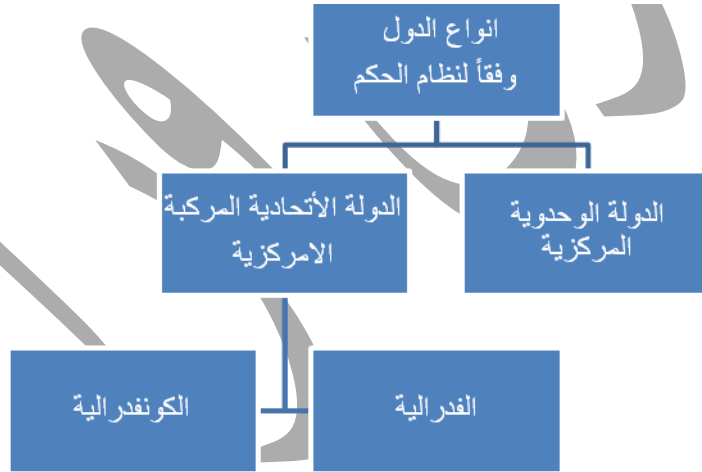 انواع الدول
وفقاً لنظام الحكم
الدولة الوحدوية
المركزية
الدولة الأتحادية المركبة
الامركزية
الفدرالية
الكونفدرالية